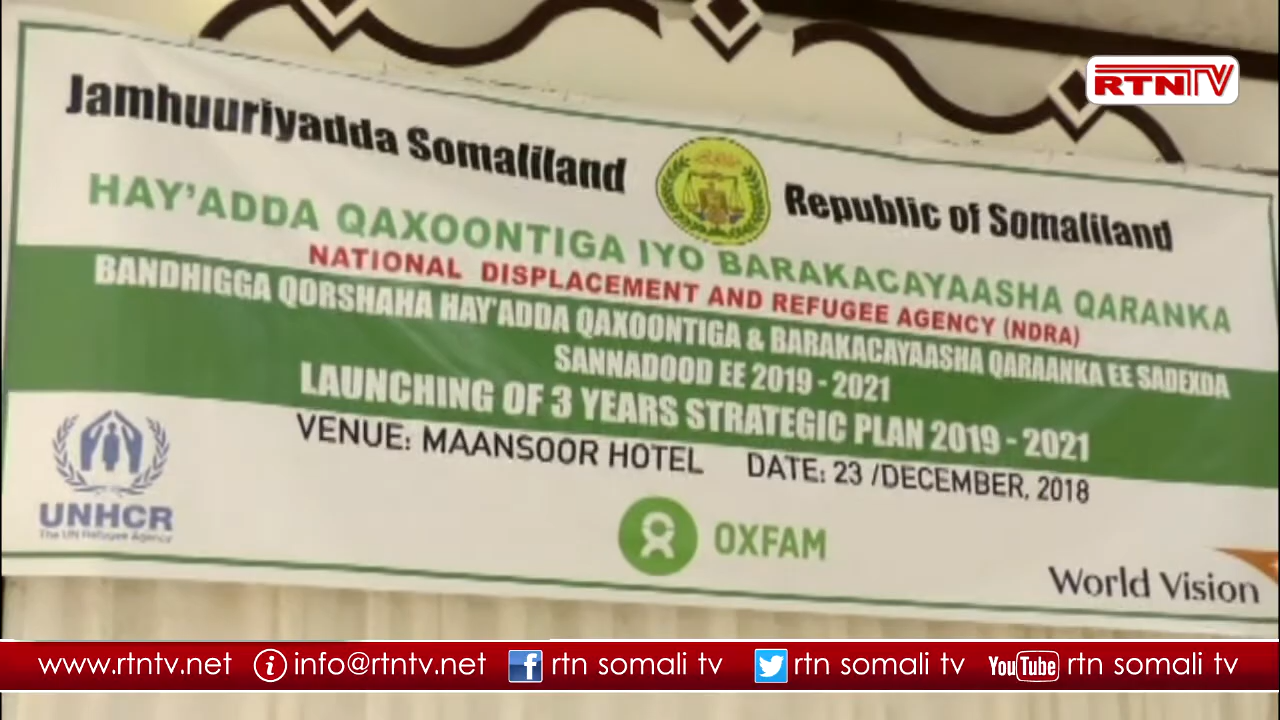 RTNTV
Jamhuuriyadda Somaliland
Republic of Somaliland
HAY'ADDA QAXOONTIGA IYO BARAKACAYAASHA QARANKA
NATIONAL DISPLACEMENT AND REFUGEE AGENCY (NDRA)
BANDHIGGA QORSHAHA HAY'ADDA QAXOONTIGA & BARAKACAYAASHA QARAANKA EE SADEXDA
SANNADOOD EE 2019 - 2021
LAUNCHING OF 3 YEARS STRATEGIC PLAN 2019 - 2021
VENUE: MAANSOOR HOTEL DATE: 23 /DECEMBER, 2018
UNHCR
The UN Refugee Agency
OXFAM
World Vision
www.rtntv.net info@rtntv.net rtn somali tv rtn somali tv YouTube rtn somali tv